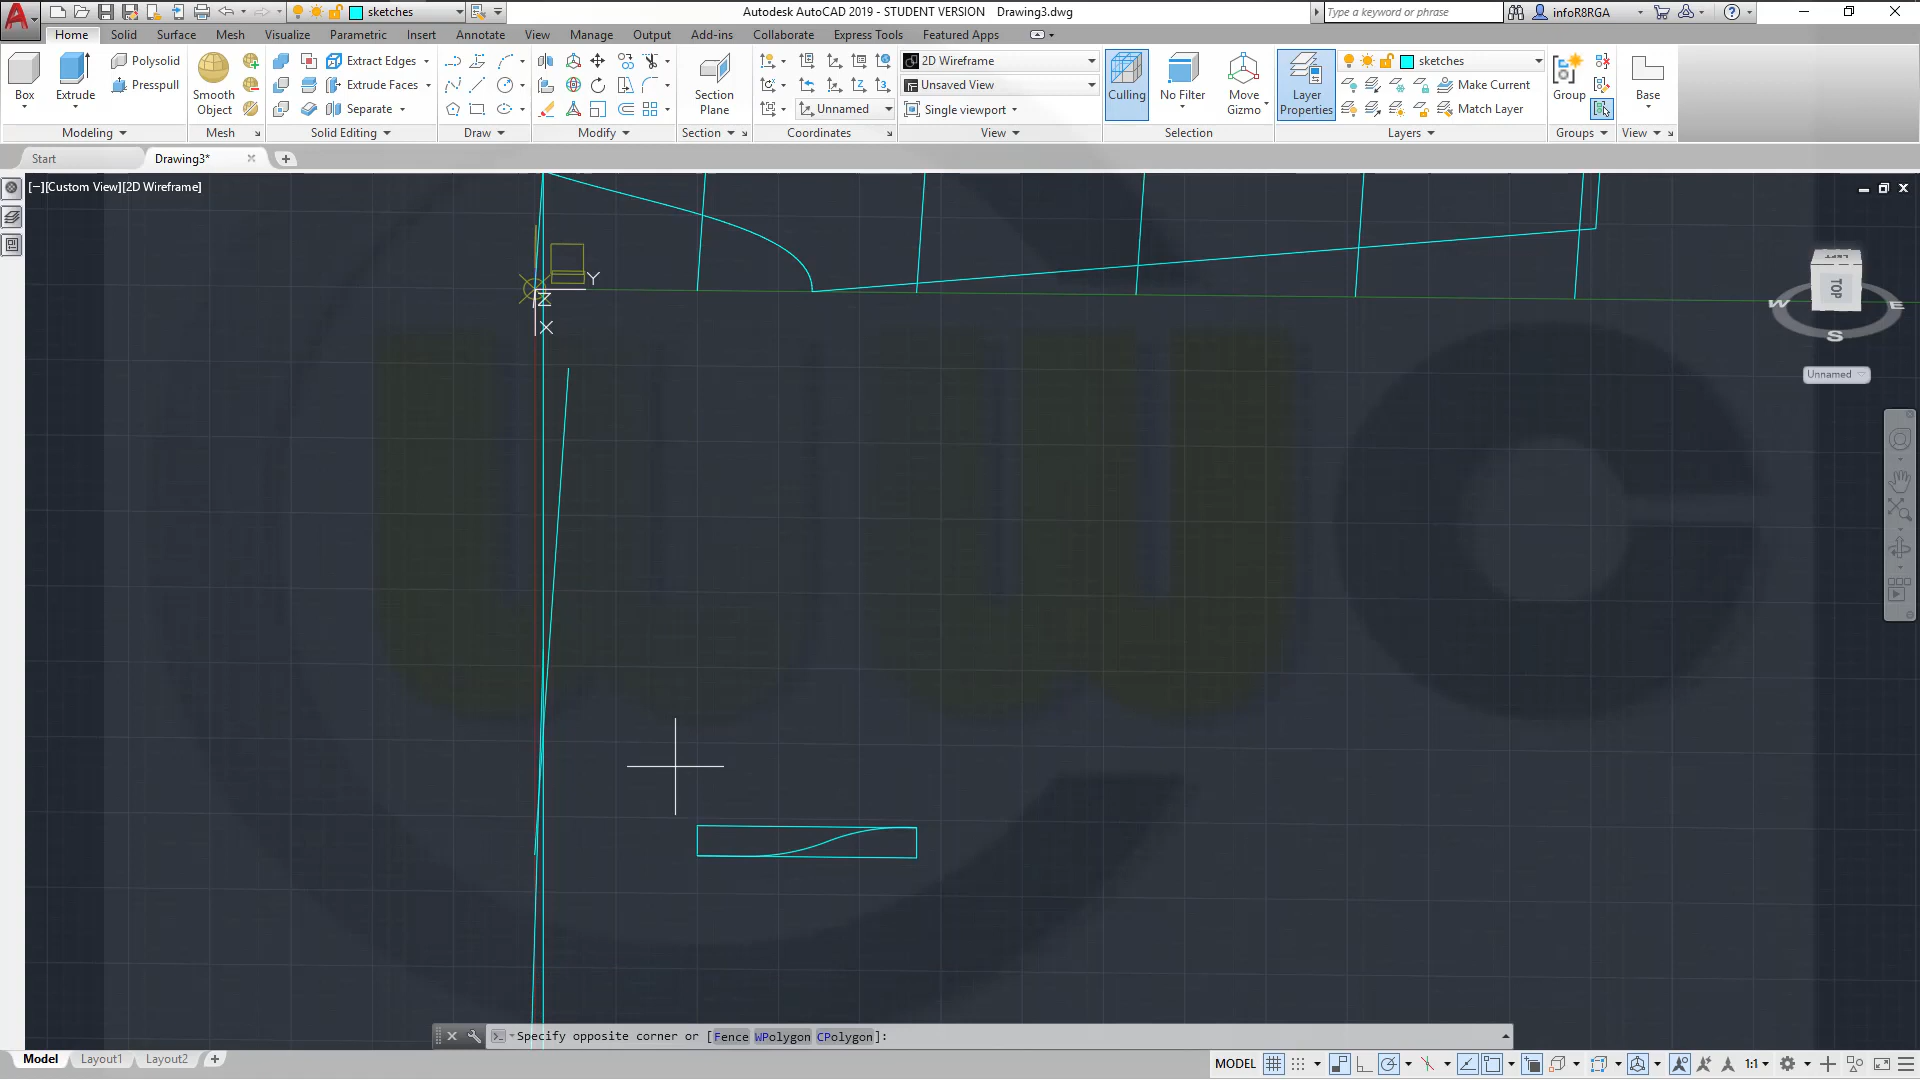 sketches
Autodesk AutoCAD 2019 - STUDENT VERSION Drawing3.dwg
Type a keyword or phrase
infoR8RGA
Home Solid Surface Mesh Visualize Parametric Insert Annotate View Manage Output Add-ins Collaborate Express Tools Featured Apps
Box
Extrude
Polysolid
Presspull
Smooth
Object
Extract Edges
Extrude Faces
Separate
Section
Plane
Unnamed
2D Wireframe
Unsaved View
Single viewport
Culling
No Filter
Move
Gizmo
Layer
Properties
sketches
Make Current
Match Layer
Group
Base
Modeling Mesh Solid Editing Draw Modify Section Coordinates View Selection Layers Groups View
Start Drawing3*
[−][Custom View][2D Wireframe]
Y
Z
X
LEFT
TOP
W
E
S
Unnamed
Specify opposite corner or [Fence WPolygon CPolygon]:
Model Layout1 Layout2
MODEL
1:1